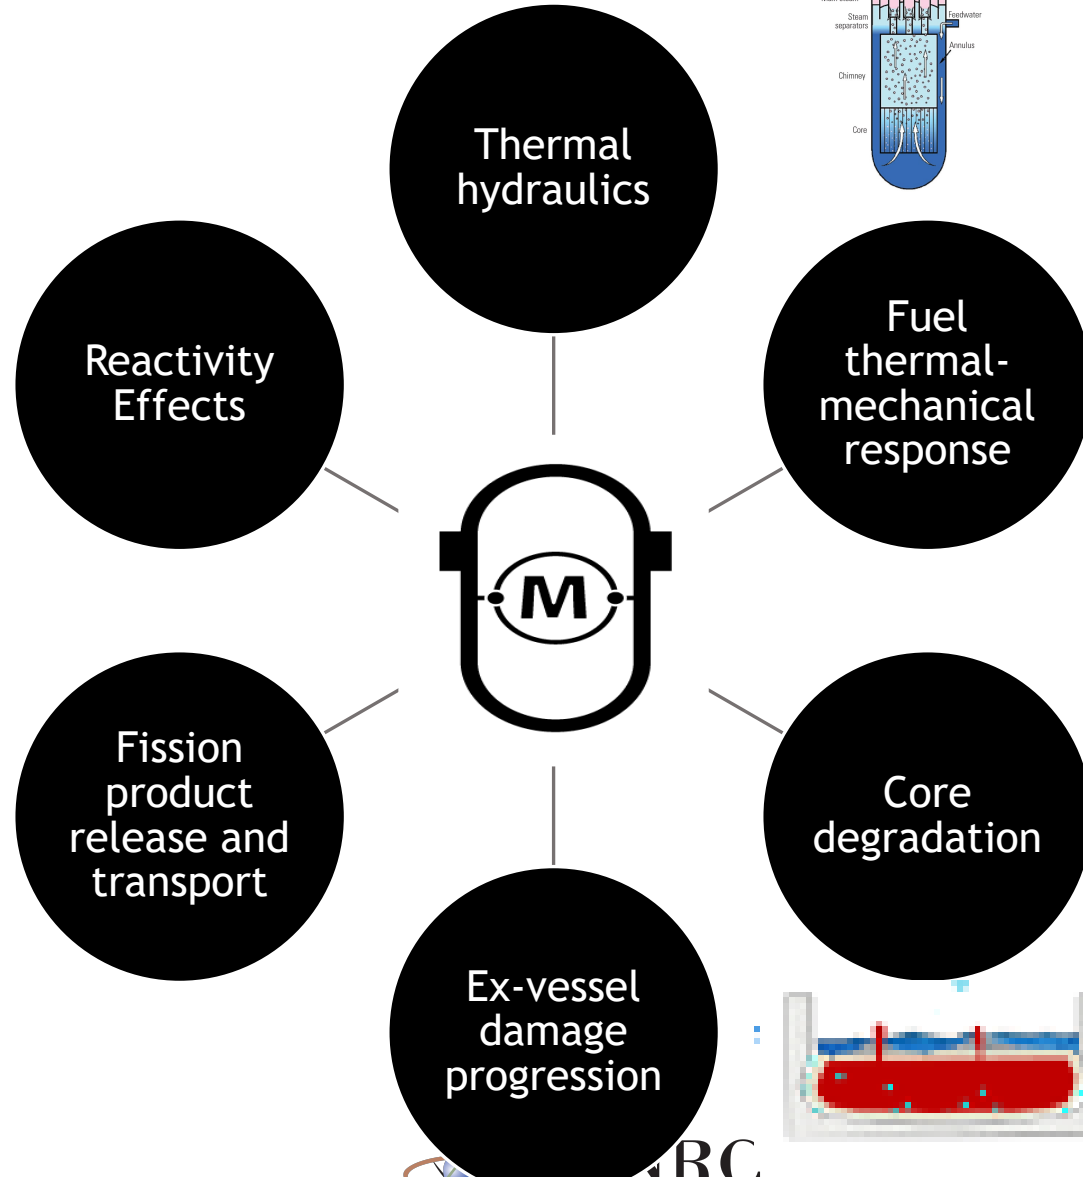 Steam
separators
Feedwater
Annulus
Chimney
Core
Thermal
hydraulics
Reactivity
Effects
Fuel
thermal-
mechanical
response
M
Fission
product
release and
transport
Core
degradation
Ex-vessel
damage
progression